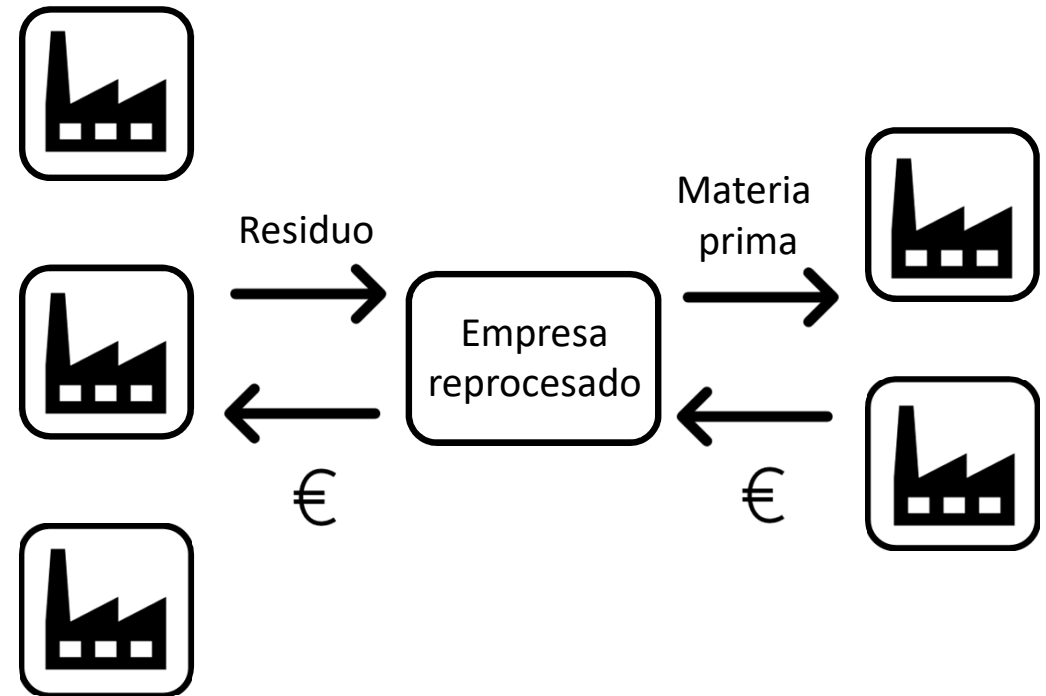 Residuo
Materia
prima
Empresa
reprocesado
€
€